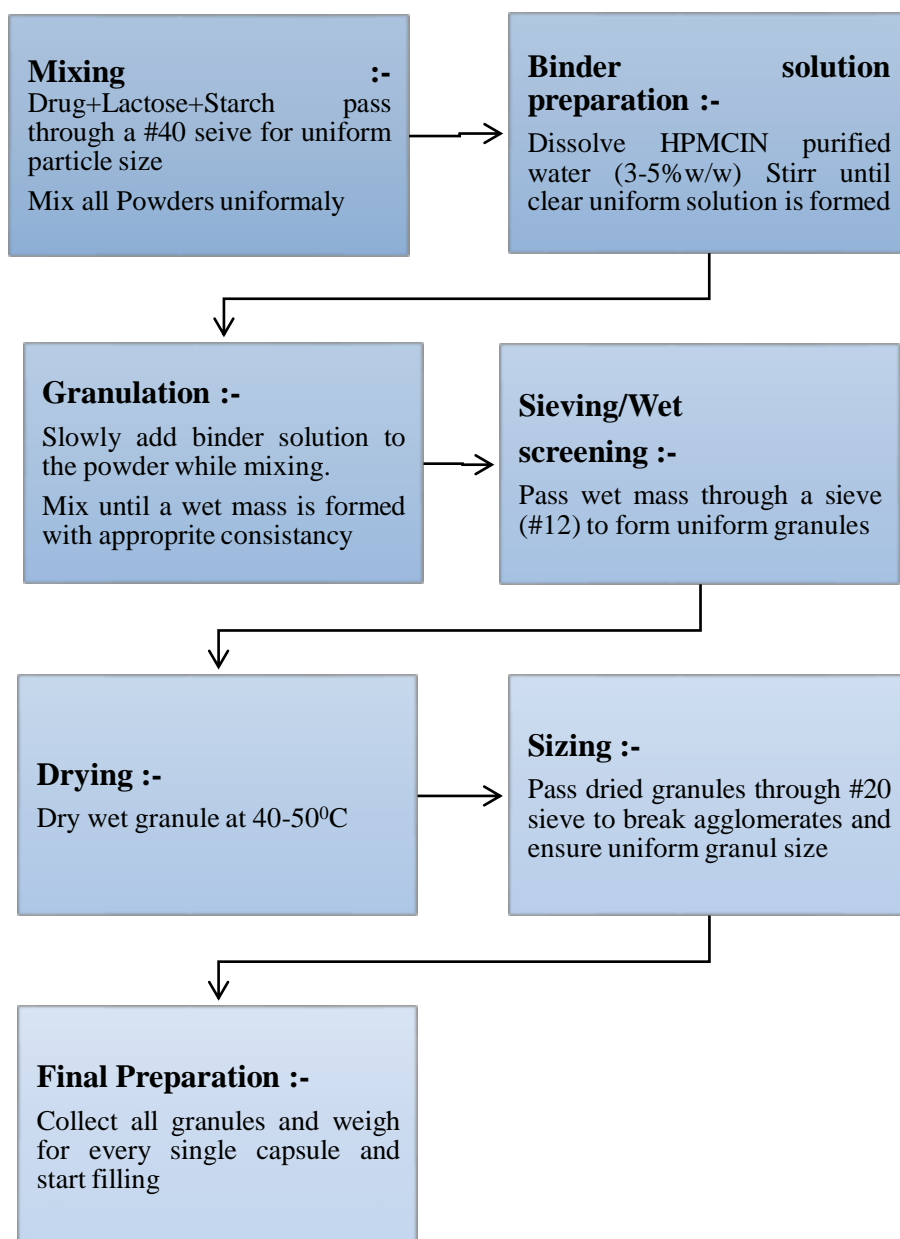 Mixing :-
Drug+Lactose+Starch pass
through a #40 seive for uniform
particle size
Mix all Powders uniformaly
Binder solution
preparation :-
Dissolve HPMCIN purified
water (3-5%w/w) Stirr until
clear uniform solution is formed
Granulation :-
Slowly add binder solution to
the powder while mixing.
Mix until a wet mass is formed
with approprite consistancy
Sieving/Wet
screening :-
Pass wet mass through a sieve
(#12) to form uniform granules
Drying :-
Dry wet granule at 40-50⁰C
Sizing :-
Pass dried granules through #20
sieve to break agglomerates and
ensure uniform granul size
Final Preparation :-
Collect all granules and weigh
for every single capsule and
start filling